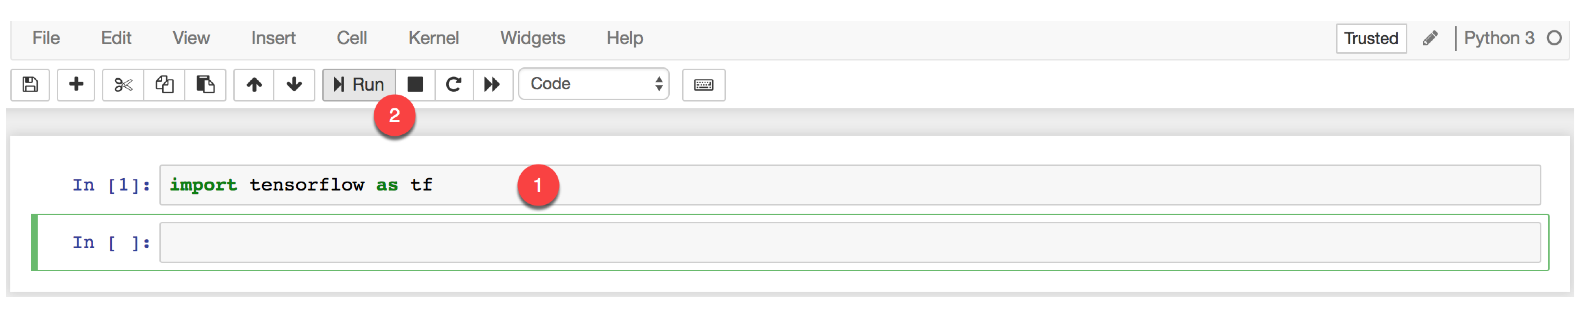 File Edit View Insert Cell Kernel Widgets Help Trusted Python 3
Run Code
2
In [1]: import tensorflow as tf 1
In [ ]: